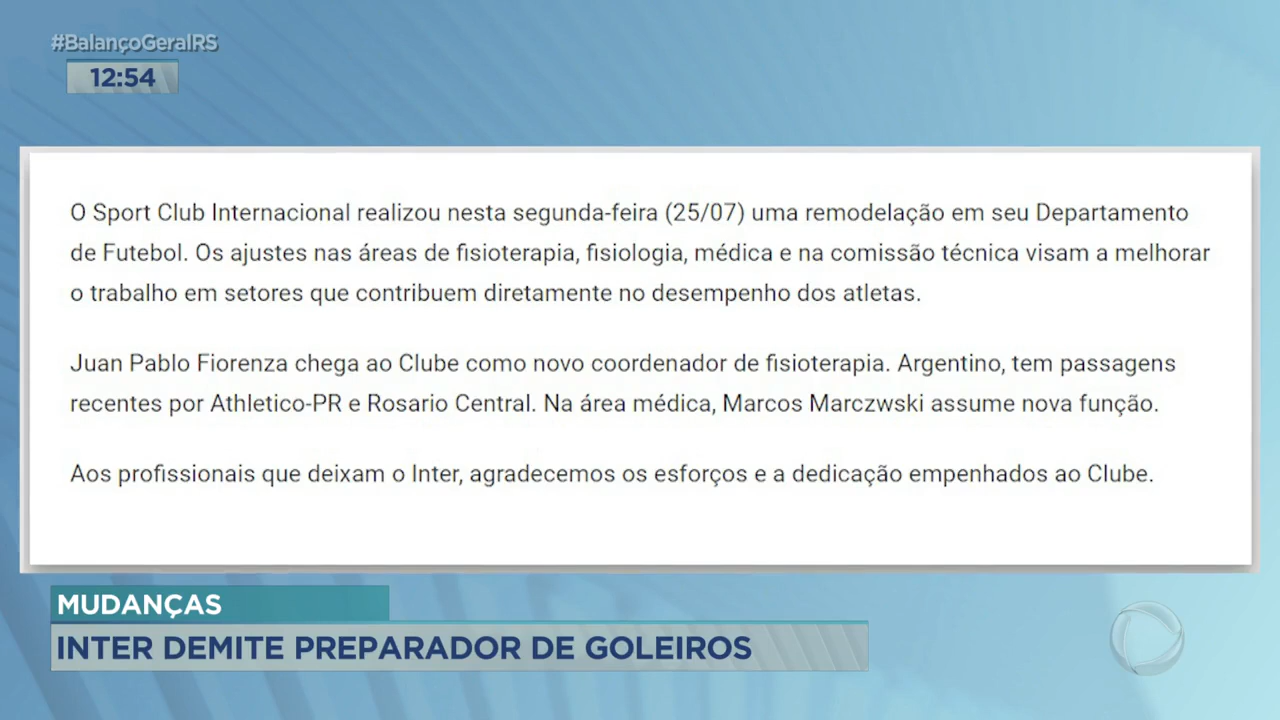 #BalançoGeralRS
12:54
O Sport Club Internacional realizou nesta segunda-feira (25/07) uma remodelação em seu Departamento
de Futebol. Os ajustes nas áreas de fisioterapia, fisiologia, médica e na comissão técnica visam a melhorar
o trabalho em setores que contribuem diretamente no desempenho dos atletas.
Juan Pablo Fiorenza chega ao Clube como novo coordenador de fisioterapia. Argentino, tem passagens
recentes por Athletico-PR e Rosario Central. Na área médica, Marcos Marczwski assume nova função.
Aos profissionais que deixam o Inter, agradecemos os esforços e a dedicação empenhados ao Clube.
MUDANÇAS
INTER DEMITE PREPARADOR DE GOLEIROS